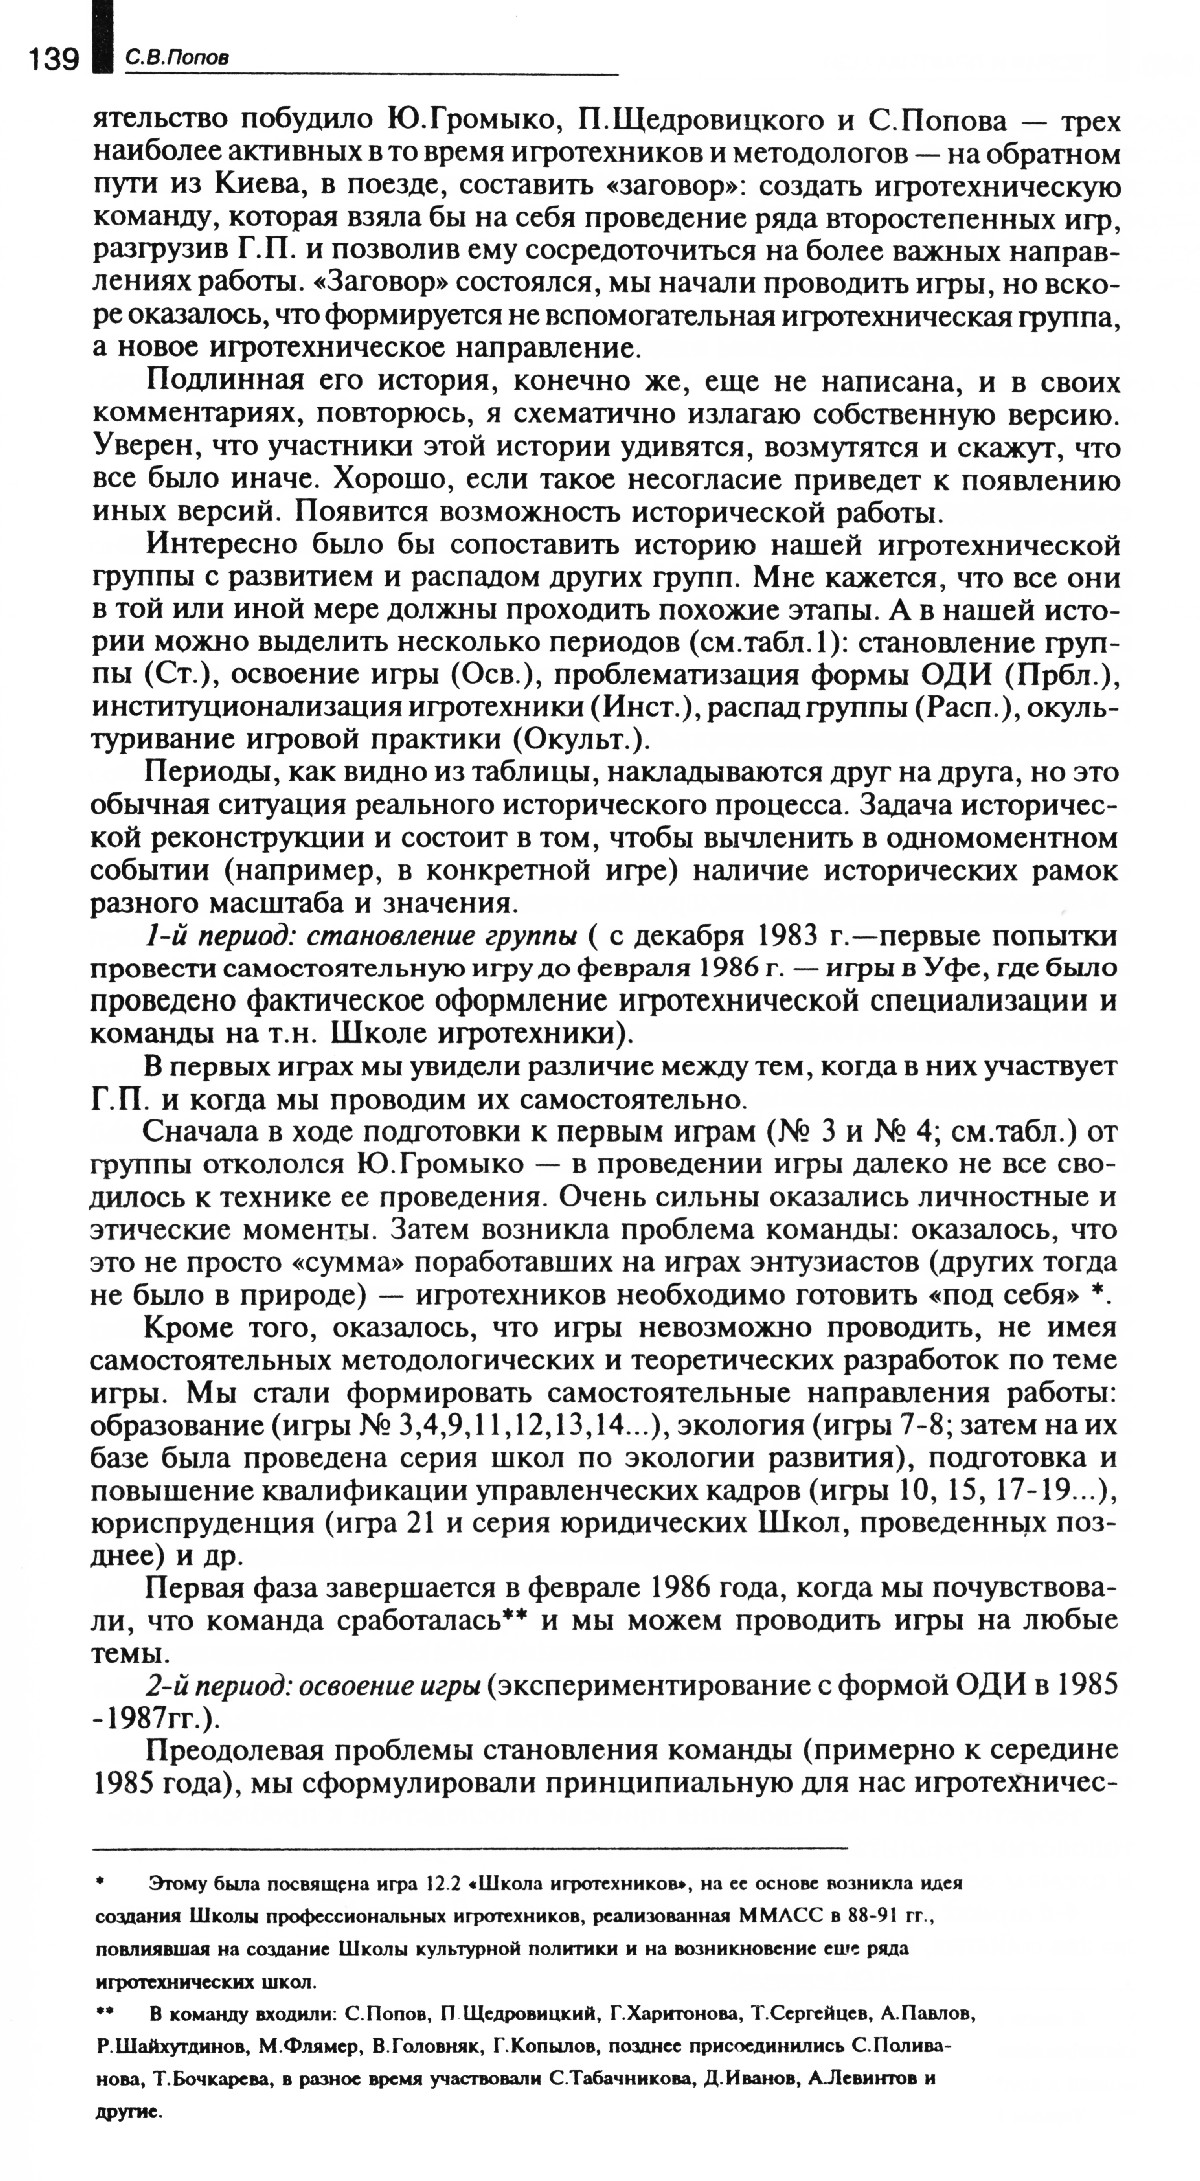 139
С.В.Попов
ятельство побудило Ю.Громыко, П.Щедровицкого и С.Попова — трех
наиболее активных в то время игротехников и методологов — на обратном
пути из Киева, в поезде, составить «заговор»: создать игротехническую
команду, которая взяла бы на себя проведение ряда второстепенных игр,
разгрузив Г.П. и позволив ему сосредоточиться на более важных направ-
лениях работы. «Заговор» состоялся, мы начали проводить игры, но вско-
ре оказалось, что формируется не вспомогательная игротехническая группа,
а новое игротехническое направление.
Подлинная его история, конечно же, еще не написана, и в своих
комментариях, повторюсь, я схематично излагаю собственную версию.
Уверен, что участники этой истории удивятся, возмутятся и скажут, что
все было иначе. Хорошо, если такое несогласие приведет к появлению
иных версий. Появится возможность исторической работы.
Интересно было бы сопоставить историю нашей игротехнической
группы с развитием и распадом других групп. Мне кажется, что все они
в той или иной мере должны проходить похожие этапы. А в нашей исто-
рии можно выделить несколько периодов (см.табл.1): становление груп-
пы (Ст.), освоение игры (Осв.), проблематизация формы ОДИ (Прбл.),
институционализация игротехники (Инст.), распад группы (Расп.), окуль-
туривание игровой практики (Окульт.).
Периоды, как видно из таблицы, накладываются друг на друга, но это
обычная ситуация реального исторического процесса. Задача историчес-
кой реконструкции и состоит в том, чтобы вычленить в одномоментном
событии (например, в конкретной игре) наличие исторических рамок
разного масштаба и значения.
1-й период: становление группы ( с декабря 1983 г.—первые попытки
провести самостоятельную игру до февраля 1986 г. — игры в Уфе, где было
проведено фактическое оформление игротехнической специализации и
команды на т.н. Школе игротехники).
В первых играх мы увидели различие между тем, когда в них участвует
Г.П. и когда мы проводим их самостоятельно.
Сначала в ходе подготовки к первым играм (№ 3 и № 4; см.табл.) от
группы откололся Ю.Громыко — в проведении игры далеко не все сво-
дилось к технике ее проведения. Очень сильны оказались личностные и
этические моменты. Затем возникла проблема команды: оказалось, что
это не просто «сумма» поработавших на играх энтузиастов (других тогда
не было в природе) — игротехников необходимо готовить «под себя» *.
Кроме того, оказалось, что игры невозможно проводить, не имея
самостоятельных методологических и теоретических разработок по теме
игры. Мы стали формировать самостоятельные направления работы:
образование (игры № 3,4,9,11,12,13,14...), экология (игры 7-8; затем на их
базе была проведена серия школ по экологии развития), подготовка и
повышение квалификации управленческих кадров (игры 10, 15, 17-19...),
юриспруденция (игра 21 и серия юридических Школ, проведенных поз-
днее) и др.
Первая фаза завершается в феврале 1986 года, когда мы почувствова-
ли, что команда сработалась** и мы можем проводить игры на любые
темы.
2-й период: освоение игры (экспериментирование с формой ОДИ в 1985
-1987гг.).
Преодолевая проблемы становления команды (примерно к середине
1985 года), мы сформулировали принципиальную для нас игротехничес-
* Этому была посвящена игра 12.2 «Школа игротехников», на ее основе возникла идея
создания Школы профессиональных игротехников, реализованная ММАСС в 88-91 гг.,
повлиявшая на создание Школы культурной политики и на возникновение еще ряда
игротехнических школ.
** В команду входили: С.Попов, П Щедровицкий, Г.Харитонова, Т.Сергейцев, А.Павлов,
Р.Шайхутдинов, М.Флямер, В.Головняк, Г.Копылов, позднее присоединились С.Полива-
нова, Т.Бочкарева, в разное время участвовали С.Табачникова, Д.Иванов, А.Левинтов и
другие.